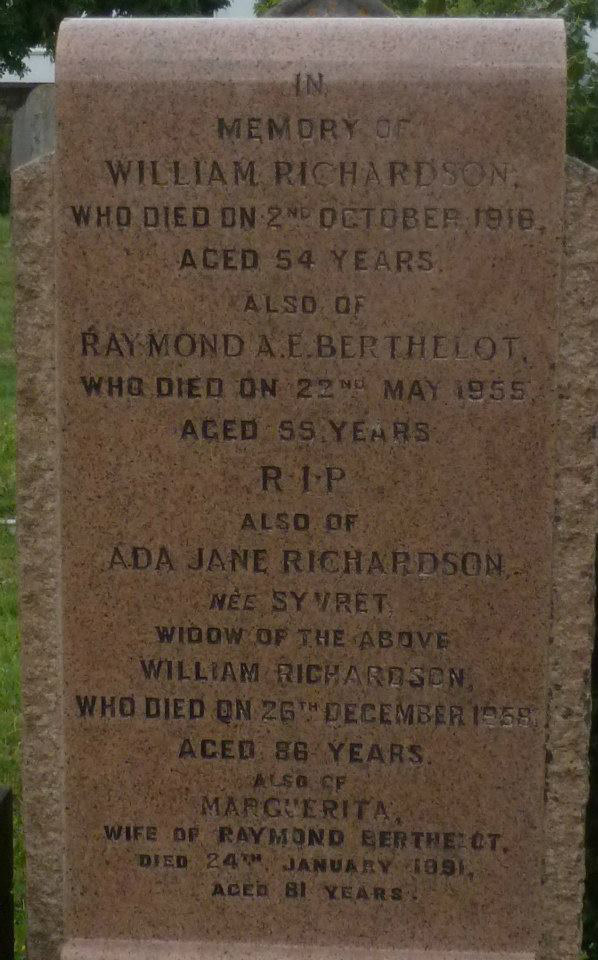 IN
MEMORY OF
WILLIAM RICHARDSON,
WHO DIED ON 2ND OCTOBER 1918,
AGED 54 YEARS.
ALSO OF
RAYMOND A.E. BERTHELOT,
WHO DIED ON 22ND MAY 1955
AGED 55 YEARS.
R·I·P
ALSO OF
ADA JANE RICHARDSON,
NÈE SYVRET,
WIDOW OF THE ABOVE
WILLIAM RICHARDSON,
WHO DIED ON 26TH DECEMBER 1958,
AGED 86 YEARS.
ALSO OF
MARGUERITA,
WIFE OF RAYMOND BERTHELOT,
DIED 24TH JANUARY 1991,
AGED 81 YEARS.